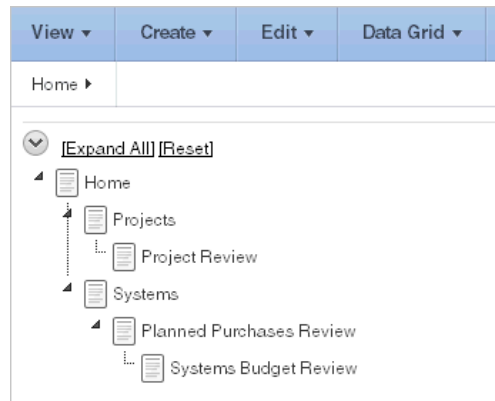 View ▾ Create ▾ Edit ▾ Data Grid ▾
Home ▸
[Expand All] [Reset]
Home
Projects
Project Review
Systems
Planned Purchases Review
Systems Budget Review